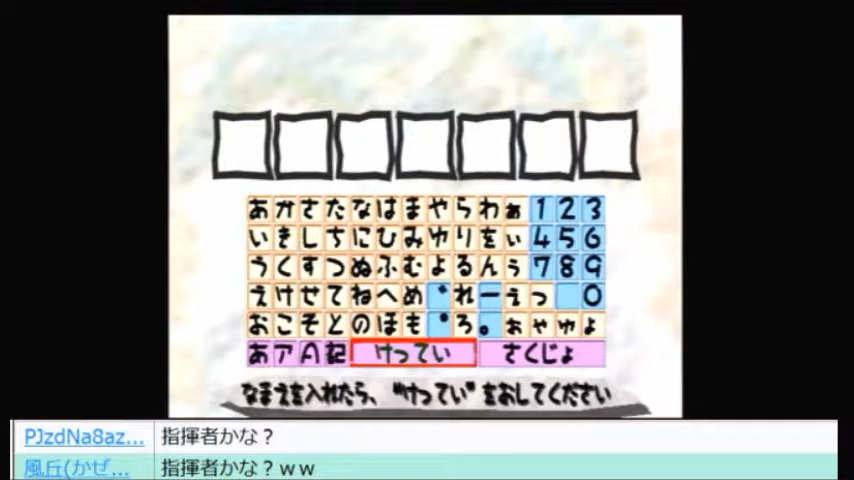 あかさたなはまやらわぁ123
いきしちにひみゆりをぃ456
うくすつぬふむよるんぅ789
えけせてねへめ゛れーぇっ0
おこそとのほも゜ろ。ぉゃゅょ
あアA記 けってい さくじょ
なまえを入れたら、“けってい”をおしてください
PJzdNa8az... 指揮者かな？
風丘(かぜ... 指揮者かな？ｗｗ